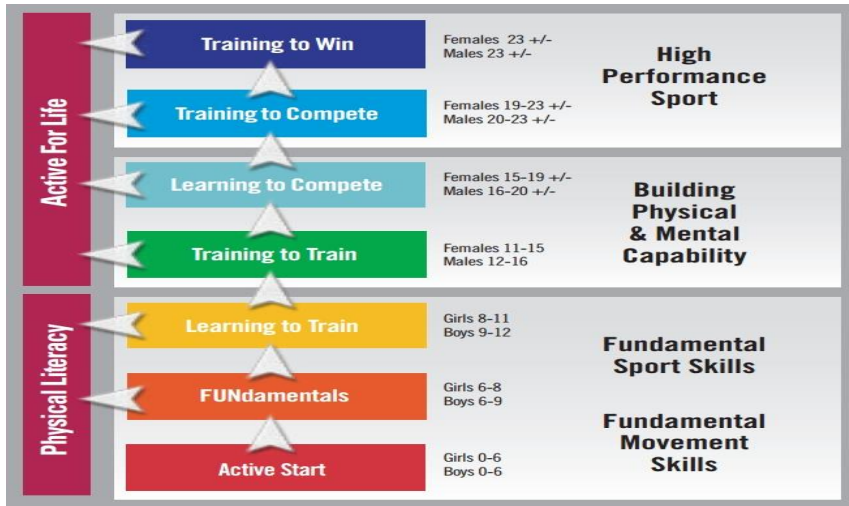 Active For Life
Training to Win
Females 23 +/-
Males 23 +/-
High
Performance
Sport
Training to Compete
Females 19-23 +/-
Males 20-23 +/-
Learning to Compete
Females 15-19 +/-
Males 16-20 +/-
Building
Physical
& Mental
Capability
Training to Train
Females 11-15
Males 12-16
Physical Literacy
Learning to Train
Girls 8-11
Boys 9-12
Fundamental
Sport Skills
FUNdamentals
Girls 6-8
Boys 6-9
Fundamental
Movement
Skills
Active Start
Girls 0-6
Boys 0-6